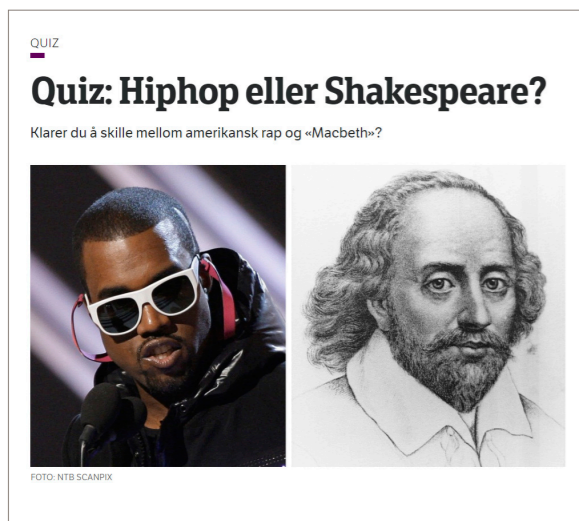 QUIZ
Quiz: Hiphop eller Shakespeare?
Klarer du å skille mellom amerikansk rap og «Macbeth»?
FOTO: NTB SCANPIX